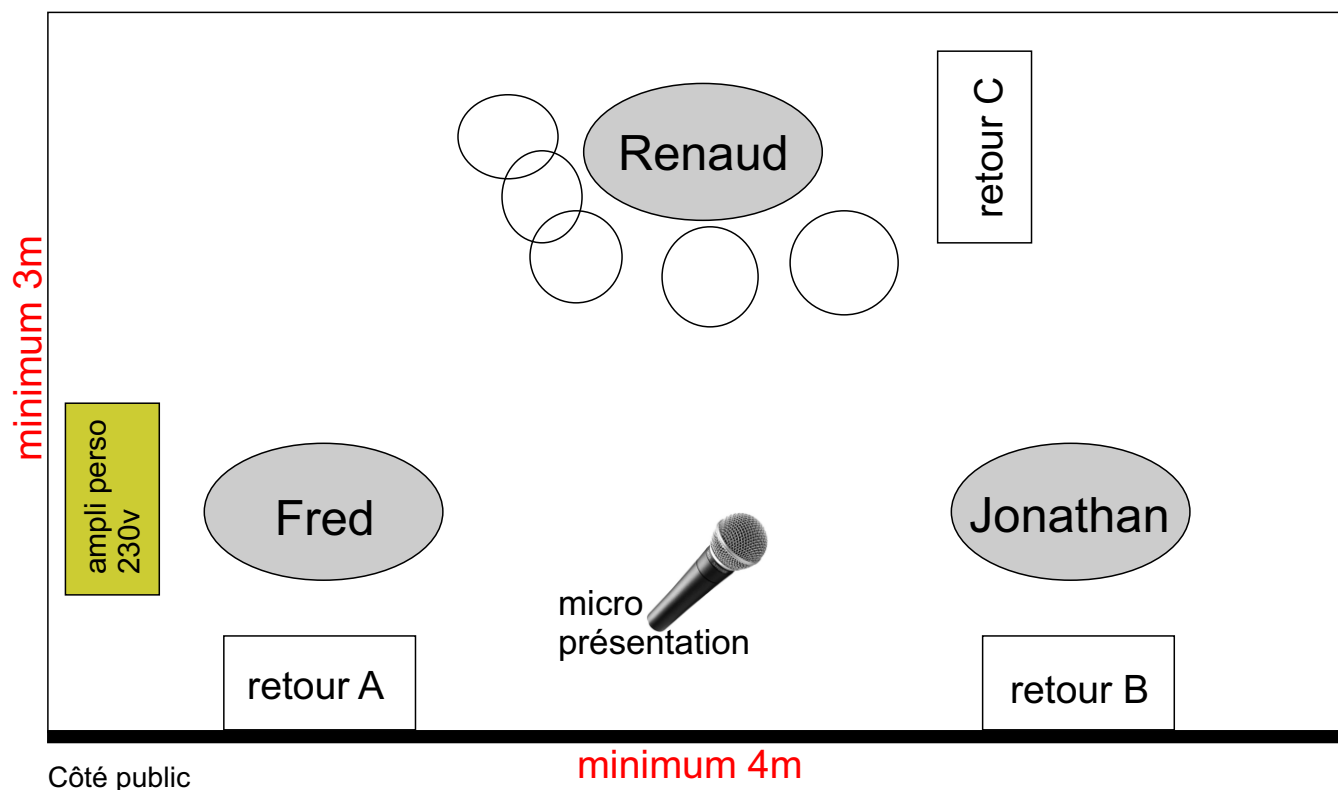 Renaud
retour C
minimum 3m
ampli perso
230v
Fred
Jonathan
micro
présentation
retour A
retour B
minimum 4m
Côté public